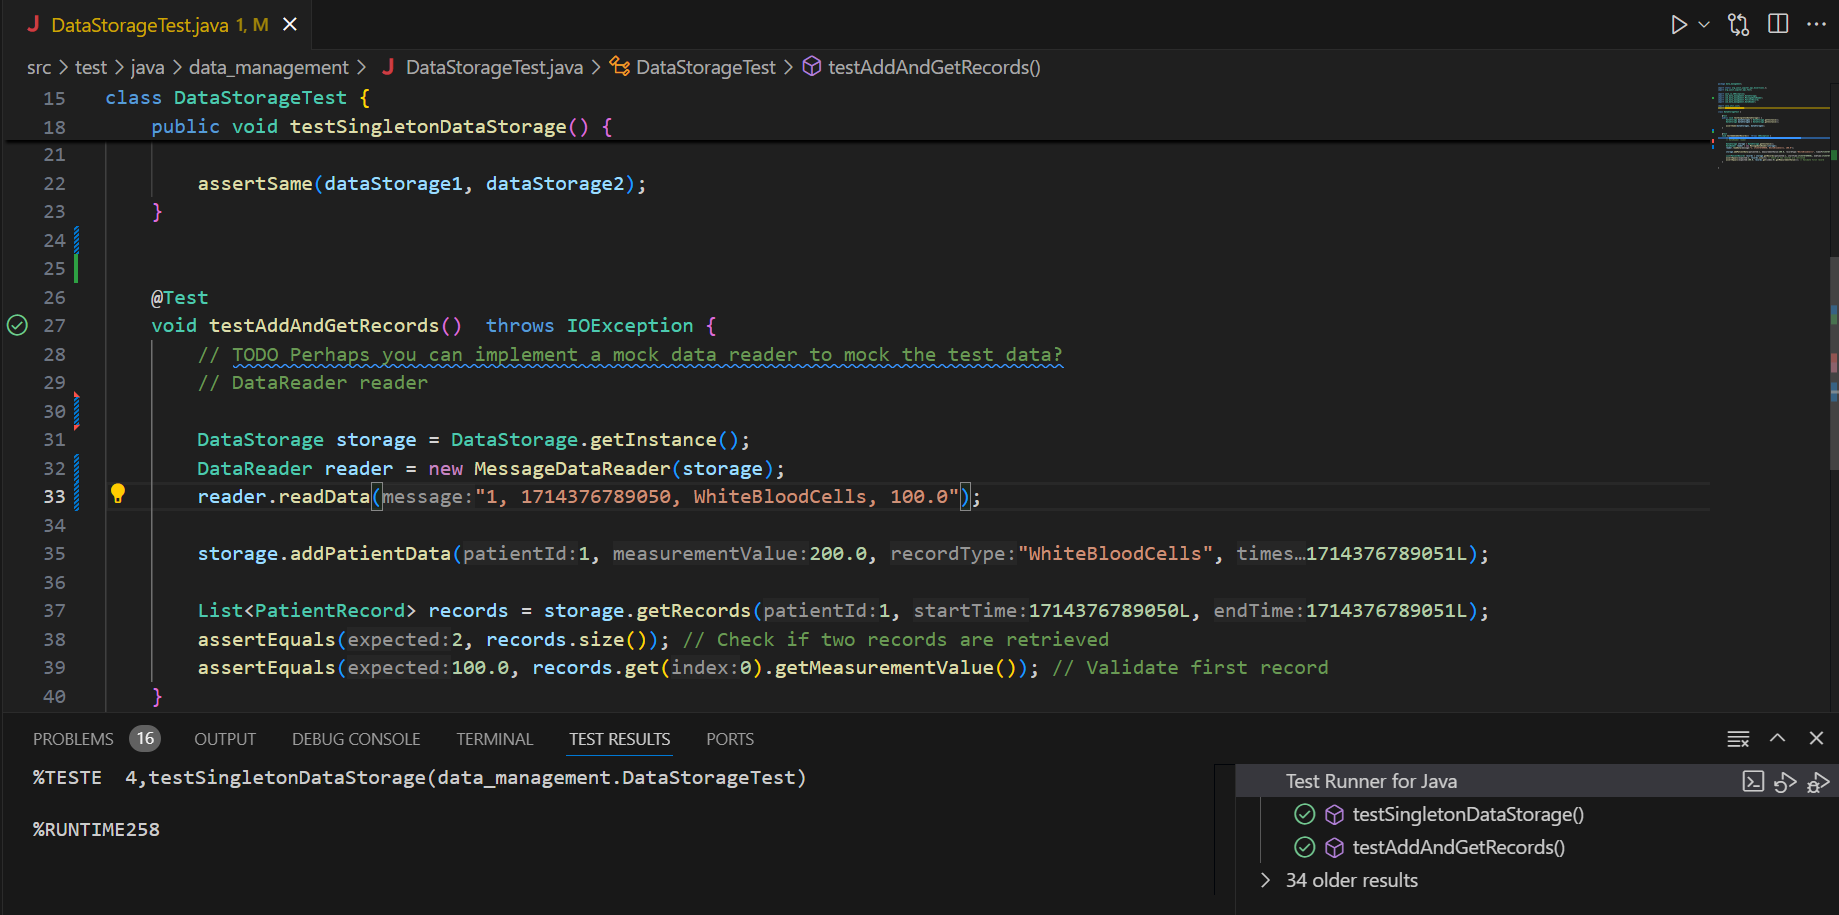 DataStorageTest.java 1, M
src > test > java > data_management > DataStorageTest.java > DataStorageTest > testAddAndGetRecords()
15 class DataStorageTest {
18 public void testSingletonDataStorage() {
21
22 assertSame(dataStorage1, dataStorage2);
23 }
24
25
26 @Test
27 void testAddAndGetRecords()  throws IOException {
28 // TODO Perhaps you can implement a mock data reader to mock the test data?
29 // DataReader reader
30
31 DataStorage storage = DataStorage.getInstance();
32 DataReader reader = new MessageDataReader(storage);
33 reader.readData(message:"1, 1714376789050, WhiteBloodCells, 100.0");
34
35 storage.addPatientData(patientId:1, measurementValue:200.0, recordType:"WhiteBloodCells", times…1714376789051L);
36
37 List<PatientRecord> records = storage.getRecords(patientId:1, startTime:1714376789050L, endTime:1714376789051L);
38 assertEquals(expected:2, records.size()); // Check if two records are retrieved
39 assertEquals(expected:100.0, records.get(index:0).getMeasurementValue()); // Validate first record
40 }
PROBLEMS 16 OUTPUT DEBUG CONSOLE TERMINAL TEST RESULTS PORTS
%TESTE  4,testSingletonDataStorage(data_management.DataStorageTest)
%RUNTIME258
Test Runner for Java
testSingletonDataStorage()
testAddAndGetRecords()
34 older results